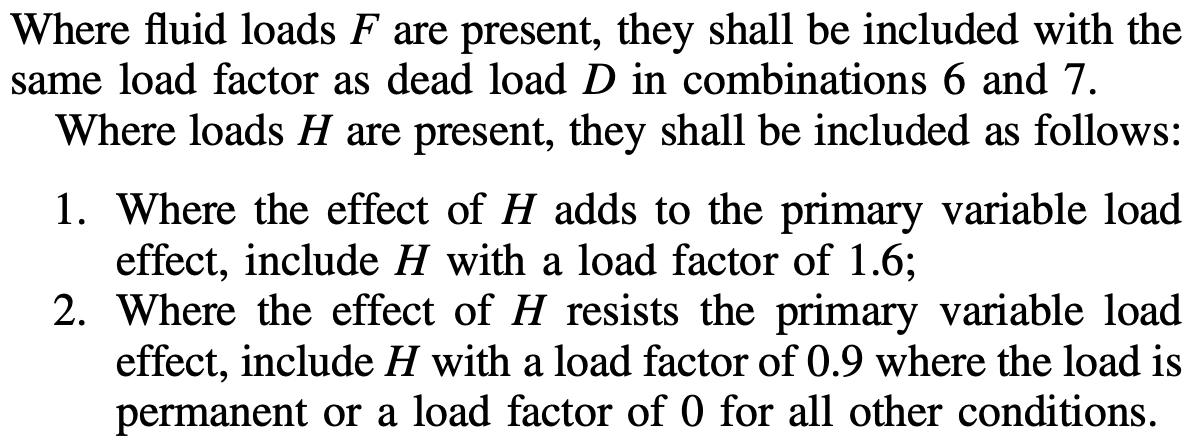 Where fluid loads F are present, they shall be included with the
same load factor as dead load D in combinations 6 and 7.
Where loads H are present, they shall be included as follows:
1. Where the effect of H adds to the primary variable load
effect, include H with a load factor of 1.6;
2. Where the effect of H resists the primary variable load
effect, include H with a load factor of 0.9 where the load is
permanent or a load factor of 0 for all other conditions.